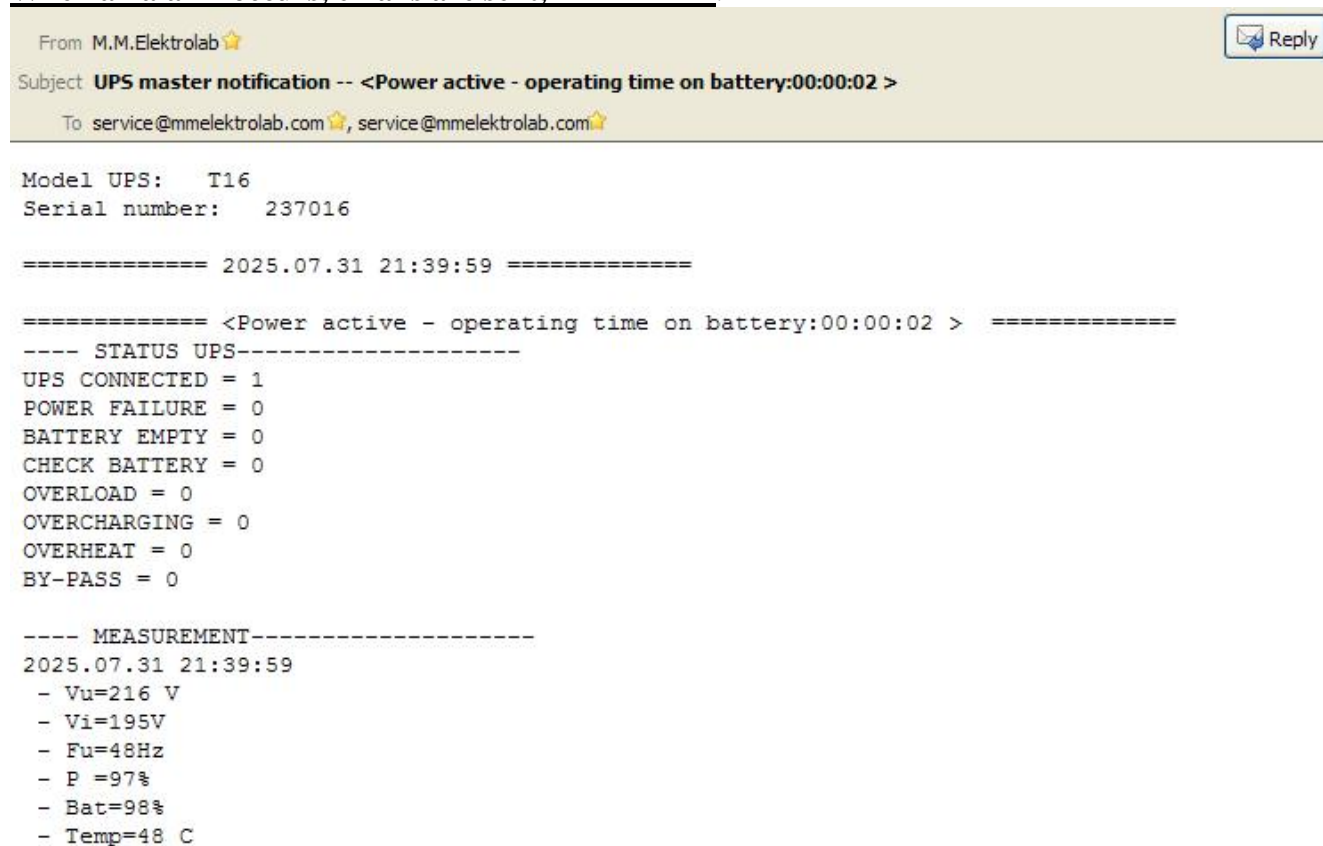 From M.M.Elektrolab
Reply
Subject UPS master notification -- <Power active - operating time on battery:00:00:02 >
To service@mmelektrolab.com, service@mmelektrolab.com
Model UPS:   T16
Serial number:   237016
============= 2025.07.31 21:39:59 =============
============= <Power active - operating time on battery:00:00:02 >  =============
---- STATUS UPS--------------------
UPS CONNECTED = 1
POWER FAILURE = 0
BATTERY EMPTY = 0
CHECK BATTERY = 0
OVERLOAD = 0
OVERCHARGING = 0
OVERHEAT = 0
BY-PASS = 0
---- MEASUREMENT--------------------
2025.07.31 21:39:59
- Vu=216 V
- Vi=195V
- Fu=48Hz
- P =97%
- Bat=98%
- Temp=48 C